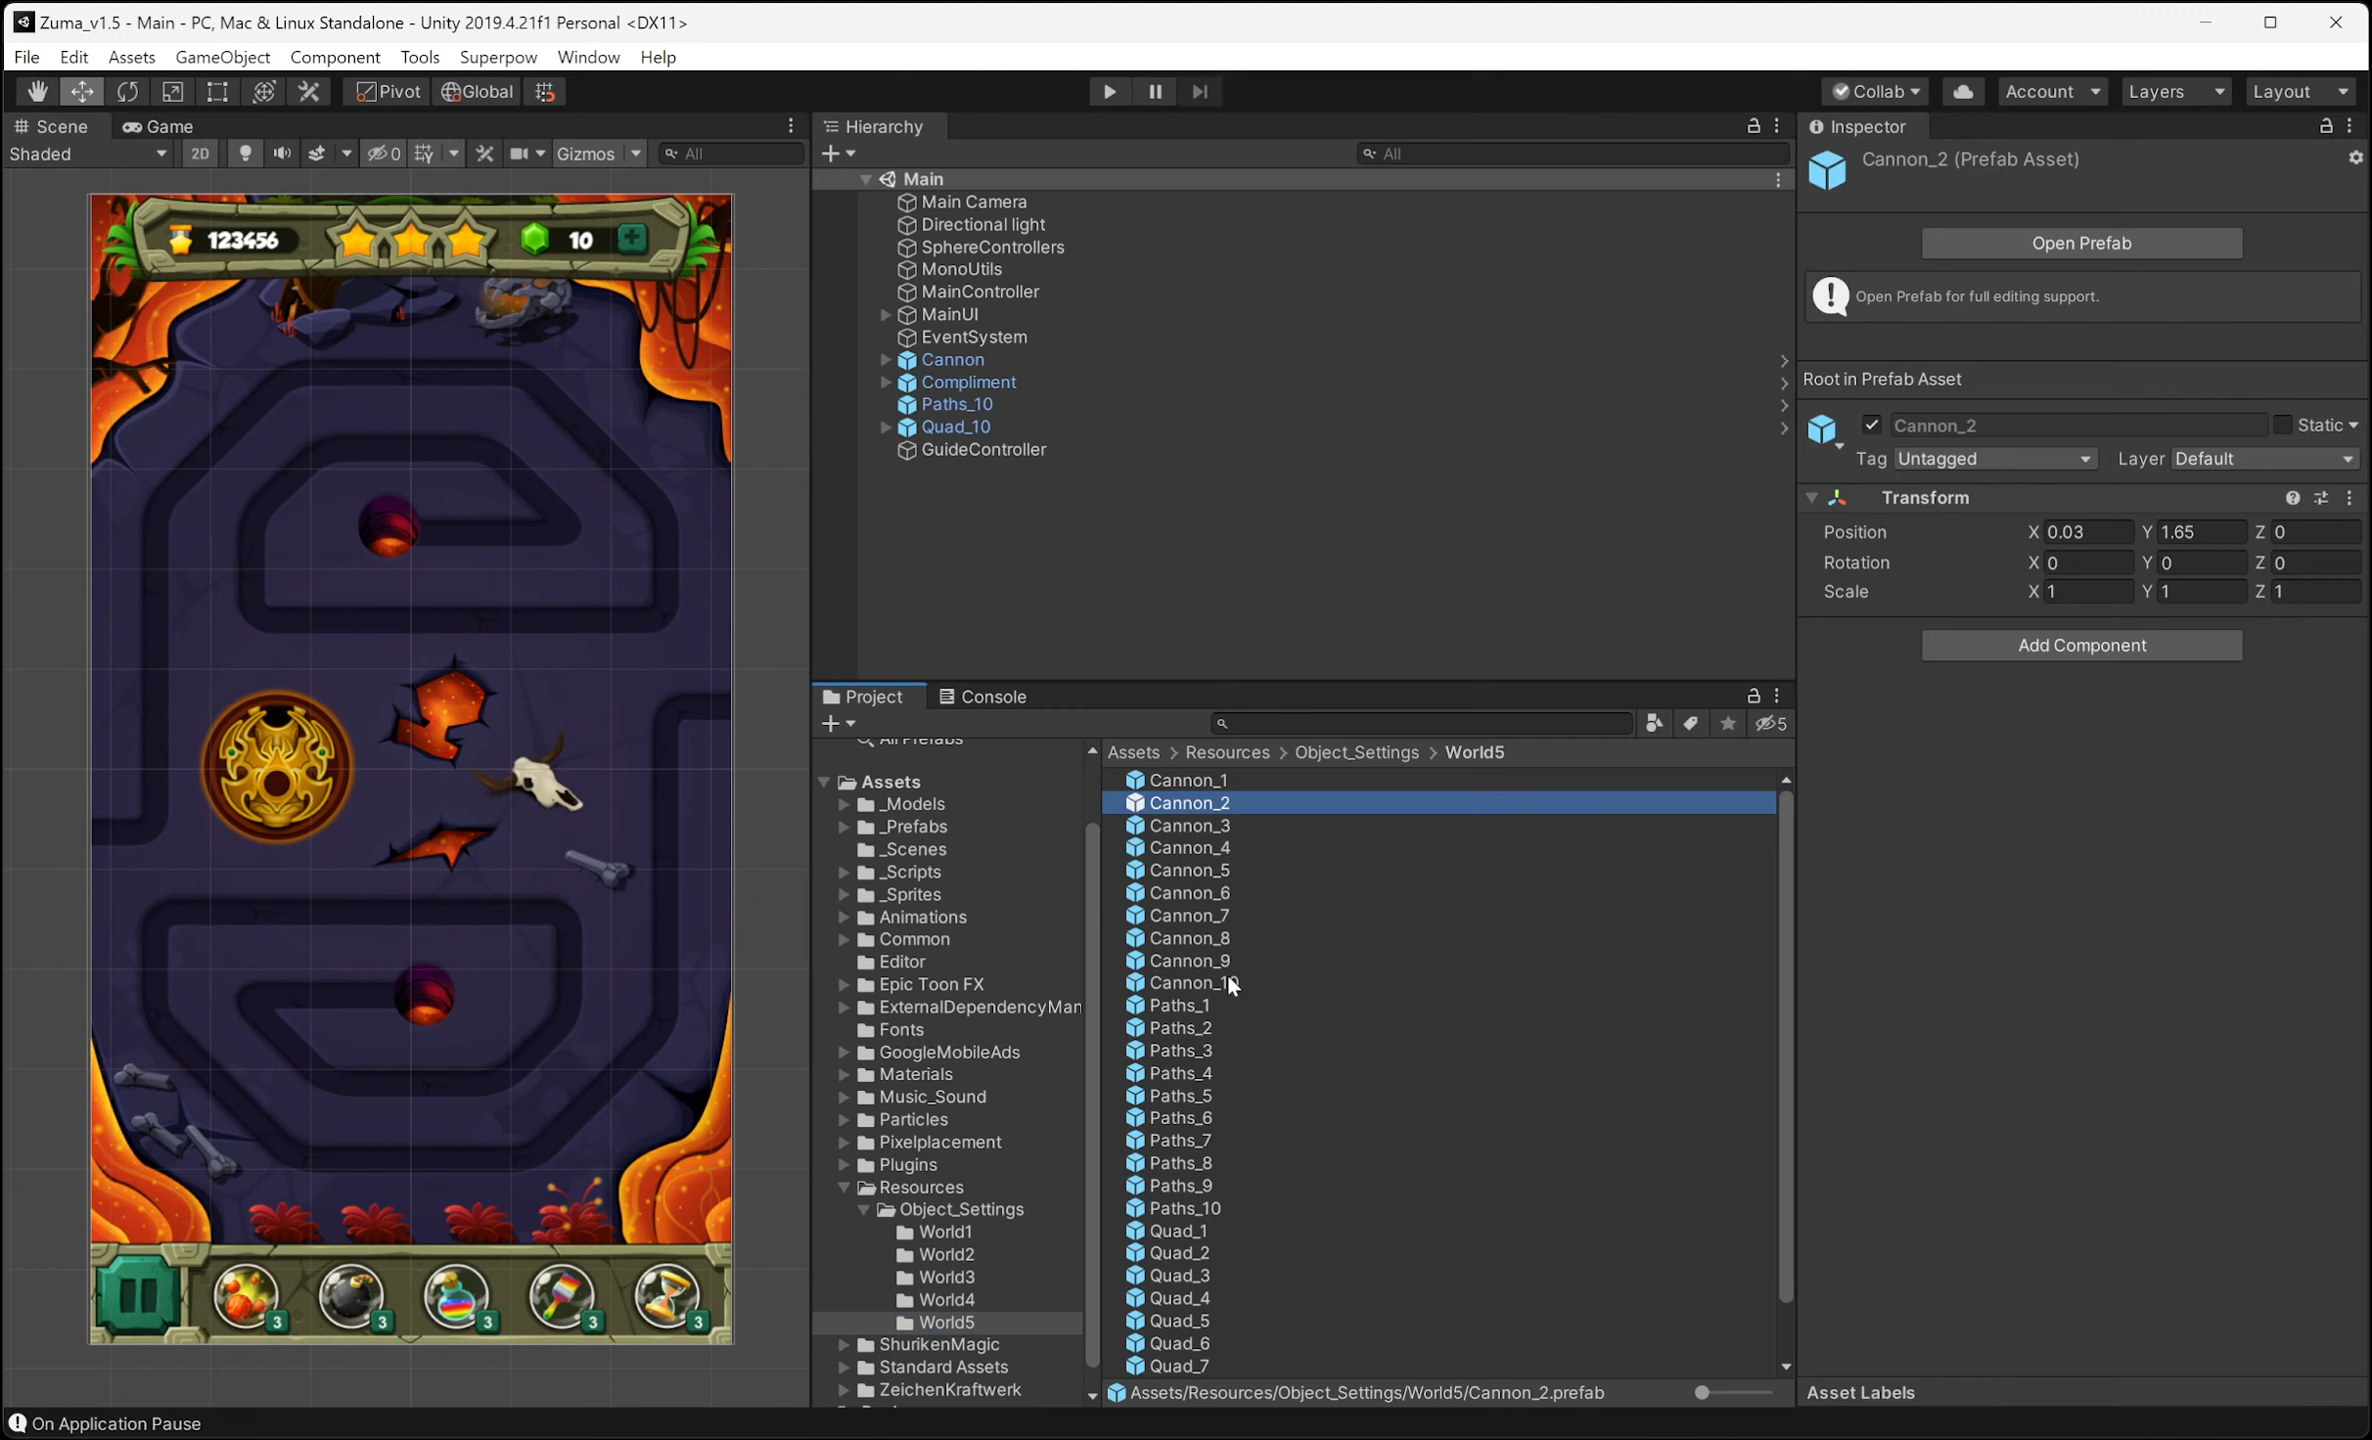 Zuma_v1.5 - Main - PC, Mac & Linux Standalone - Unity 2019.4.21f1 Personal <DX11>
File Edit Assets GameObject Component Tools Superpow Window Help
Pivot Global Collab Account Layers Layout
Scene Game
Shaded 2D 0 Gizmos All
123456 10
3 3 3 3 3
Hierarchy
All
Main
Main Camera
Directional light
SphereControllers
MonoUtils
MainController
MainUI
EventSystem
Cannon
Compliment
Paths_10
Quad_10
GuideController
Project Console
5
Assets
_Models
_Prefabs
_Scenes
_Scripts
_Sprites
Animations
Common
Editor
Epic Toon FX
ExternalDependencyMan
Fonts
GoogleMobileAds
Materials
Music_Sound
Particles
Pixelplacement
Plugins
Resources
Object_Settings
World1
World2
World3
World4
World5
ShurikenMagic
Standard Assets
ZeichenKraftwerk
Assets > Resources > Object_Settings > World5
Cannon_1
Cannon_2
Cannon_3
Cannon_4
Cannon_5
Cannon_6
Cannon_7
Cannon_8
Cannon_9
Cannon_10
Paths_1
Paths_2
Paths_3
Paths_4
Paths_5
Paths_6
Paths_7
Paths_8
Paths_9
Paths_10
Quad_1
Quad_2
Quad_3
Quad_4
Quad_5
Quad_6
Quad_7
Assets/Resources/Object_Settings/World5/Cannon_2.prefab
Inspector
Cannon_2 (Prefab Asset)
Open Prefab
Open Prefab for full editing support.
Root in Prefab Asset
Cannon_2 Static
Tag Untagged Layer Default
Transform
Position X 0.03 Y 1.65 Z 0
Rotation X 0 Y 0 Z 0
Scale X 1 Y 1 Z 1
Add Component
Asset Labels
On Application Pause